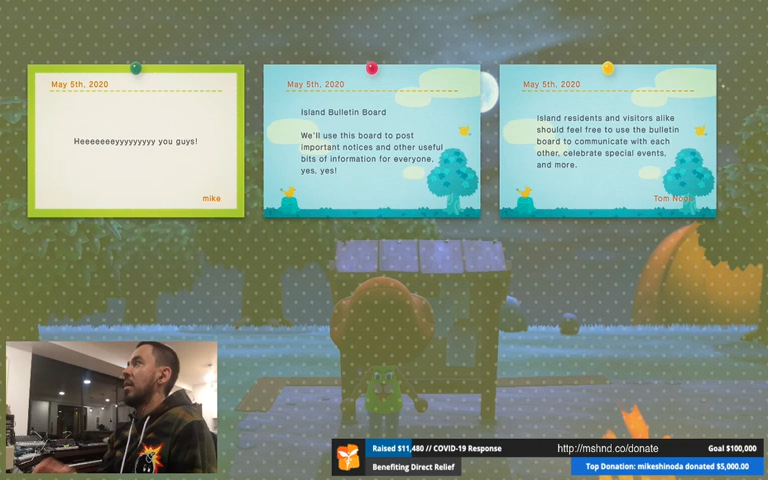 May 5th, 2020
Heeeeeeyyyyyyyyy you guys!
mike
May 5th, 2020
Island Bulletin Board
We'll use this board to post
important notices and other useful
bits of information for everyone,
yes, yes!
May 5th, 2020
Island residents and visitors alike
should feel free to use the bulletin
board to communicate with each
other, celebrate special events,
and more.
Tom Nook
Raised $11,480 // COVID-19 Response
http://mshnd.co/donate
Goal $100,000
Benefiting Direct Relief
Top Donation: mikeshinoda donated $5,000.00